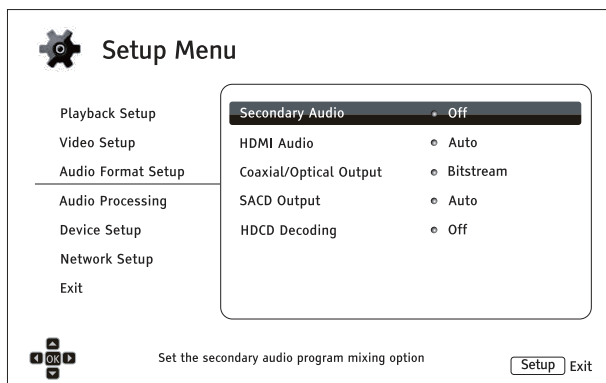 Setup Menu
Playback Setup
Video Setup
Audio Format Setup
Audio Processing
Device Setup
Network Setup
Exit
Secondary Audio Off
HDMI Audio Auto
Coaxial/Optical Output Bitstream
SACD Output Auto
HDCD Decoding Off
OK
Set the secondary audio program mixing option
Setup Exit